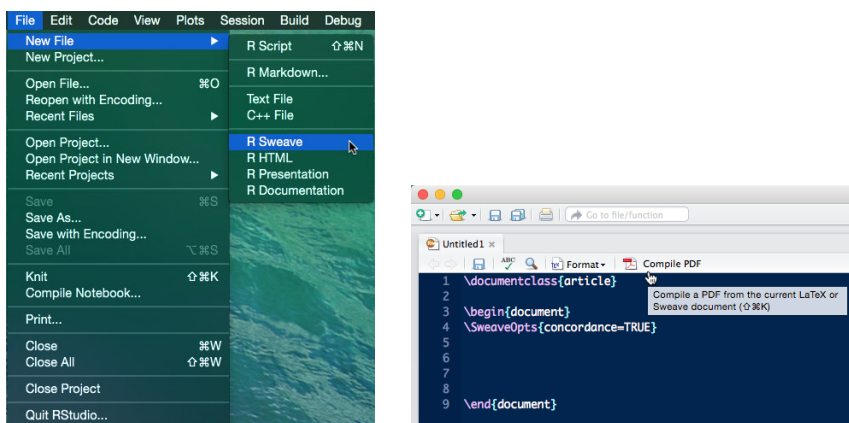 File Edit Code View Plots Session Build Debug
New File ▶
New Project...
Open File... ⌘O
Reopen with Encoding...
Recent Files ▶
Open Project...
Open Project in New Window...
Recent Projects ▶
Save ⌘S
Save As...
Save with Encoding...
Save All ⌥⌘S
Knit ⇧⌘K
Compile Notebook...
Print...
Close ⌘W
Close All ⇧⌘W
Close Project
Quit RStudio...
R Script ⇧⌘N
R Markdown...
Text File
C++ File
R Sweave
R HTML
R Presentation
R Documentation
Go to file/function
Untitled1 ×
ABC Format Compile PDF
1 \documentclass{article}
2
3 \begin{document}
4 \SweaveOpts{concordance=TRUE}
5
6
7
8
9 \end{document}
Compile a PDF from the current LaTeX or
Sweave document (⇧⌘K)